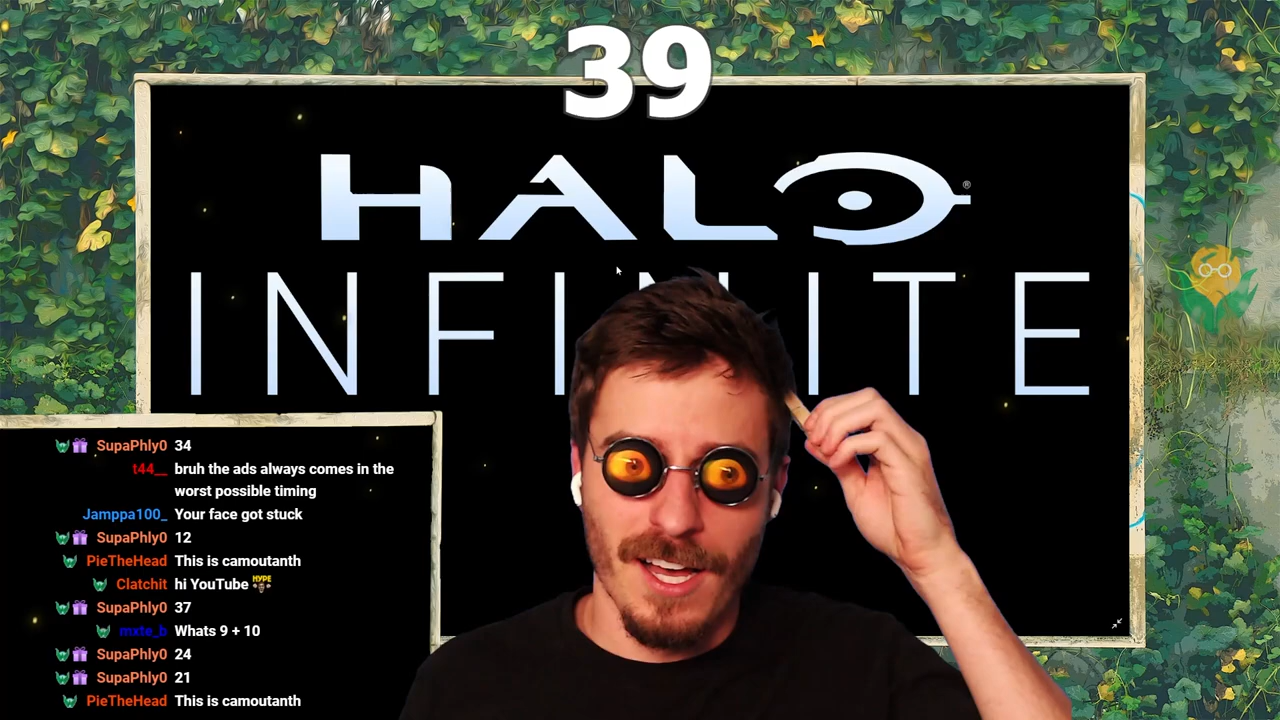 39
HALO®
INFINITE
SupaPhly0 34
t44__ bruh the ads always comes in the
worst possible timing
Jamppa100_ Your face got stuck
SupaPhly0 12
PieTheHead This is camoutanth
Clatchit hi YouTube HYPE
SupaPhly0 37
mxte_b Whats 9 + 10
SupaPhly0 24
SupaPhly0 21
PieTheHead This is camoutanth